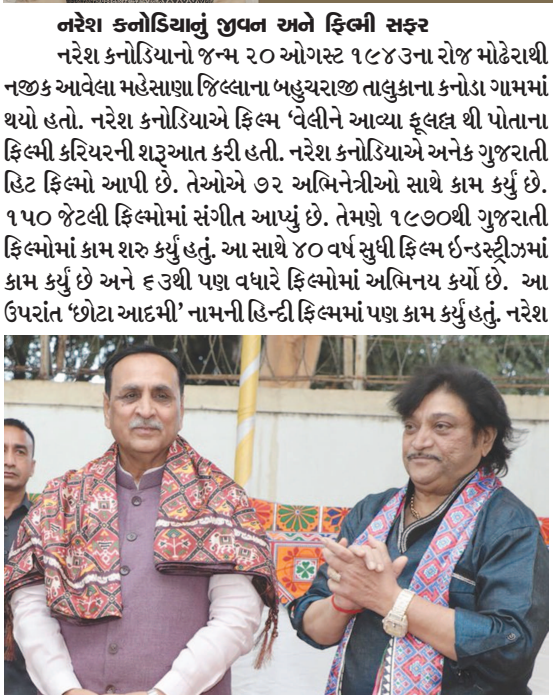 નરેશ કનોડિયાનું જીવન અને ફિલ્મી સફર
નરેશ કનોડિયાનો જન્મ ૨૦ ઓગસ્ટ ૧૯૪૩ના રોજ મોઢેરાથી
નજીક આવેલા મહેસાણા જિલ્લાના બહુચરાજી તાલુકાના કનોડા ગામમાં
થયો હતો. નરેશ કનોડિયાએ ફિલ્મ ‘વેલીને આવ્યા ફૂલહ્ન થી પોતાના
ફિલ્મી કરિયરની શરૂઆત કરી હતી. નરેશ કનોડિયાએ અનેક ગુજરાતી
હિટ ફિલ્મો આપી છે. તેઓએ ૭૨ અભિનેત્રીઓ સાથે કામ કર્યું છે.
૧૫૦ જેટલી ફિલ્મોમાં સંગીત આપ્યું છે. તેમણે ૧૯૭૦થી ગુજરાતી
ફિલ્મોમાં કામ શરુ કર્યું હતું. આ સાથે ૪૦ વર્ષ સુધી ફિલ્મ ઇન્ડસ્ટ્રીઝમાં
કામ કર્યું છે અને ૬૩થી પણ વધારે ફિલ્મોમાં અભિનય કર્યો છે. આ
ઉપરાંત ‘છોટા આદમી’ નામની હિન્દી ફિલ્મમાં પણ કામ કર્યું હતું. નરેશ